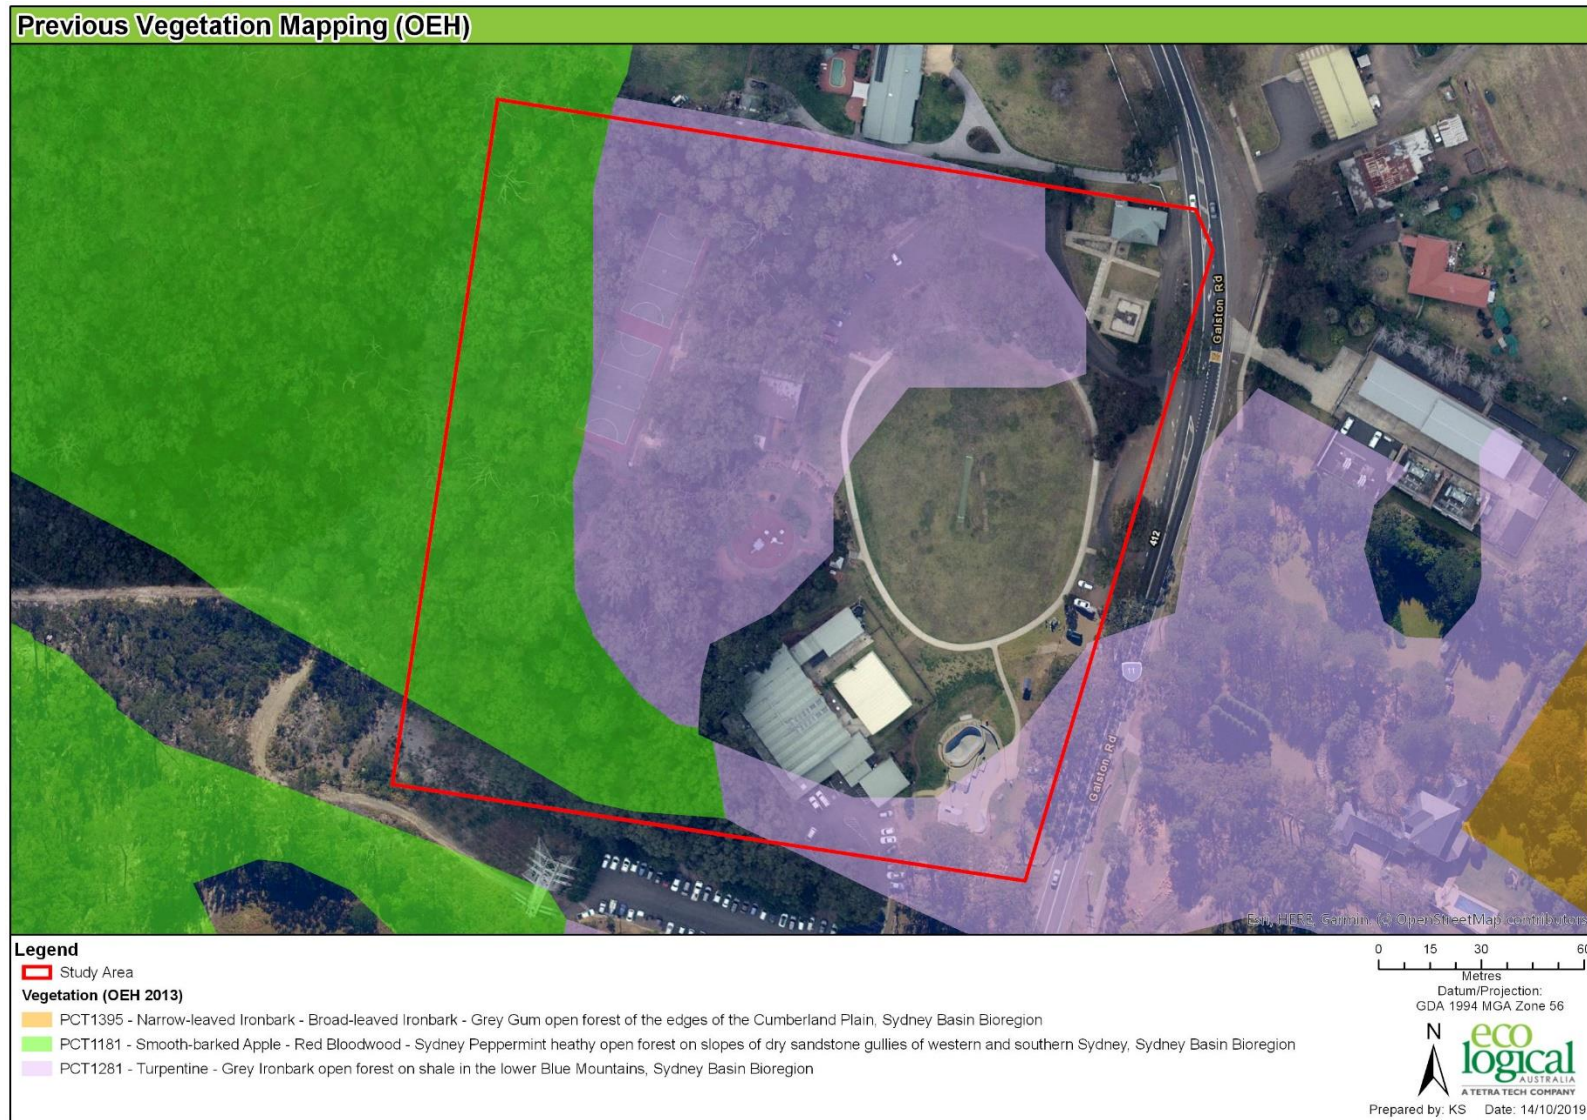 Previous Vegetation Mapping (OEH)
Galston Rd
412
11
Galston Rd
Esri, HERE, Garmin, (c) OpenStreetMap contributors
Legend
Study Area
Vegetation (OEH 2013)
PCT1395 - Narrow-leaved Ironbark - Broad-leaved Ironbark - Grey Gum open forest of the edges of the Cumberland Plain, Sydney Basin Bioregion
PCT1181 - Smooth-barked Apple - Red Bloodwood - Sydney Peppermint heathy open forest on slopes of dry sandstone gullies of western and southern Sydney, Sydney Basin Bioregion
PCT1281 - Turpentine - Grey Ironbark open forest on shale in the lower Blue Mountains, Sydney Basin Bioregion
0 15 30 60
Metres
Datum/Projection:
GDA 1994 MGA Zone 56
N
eco
logical
AUSTRALIA
A TETRA TECH COMPANY
Prepared by: KS Date: 14/10/2019